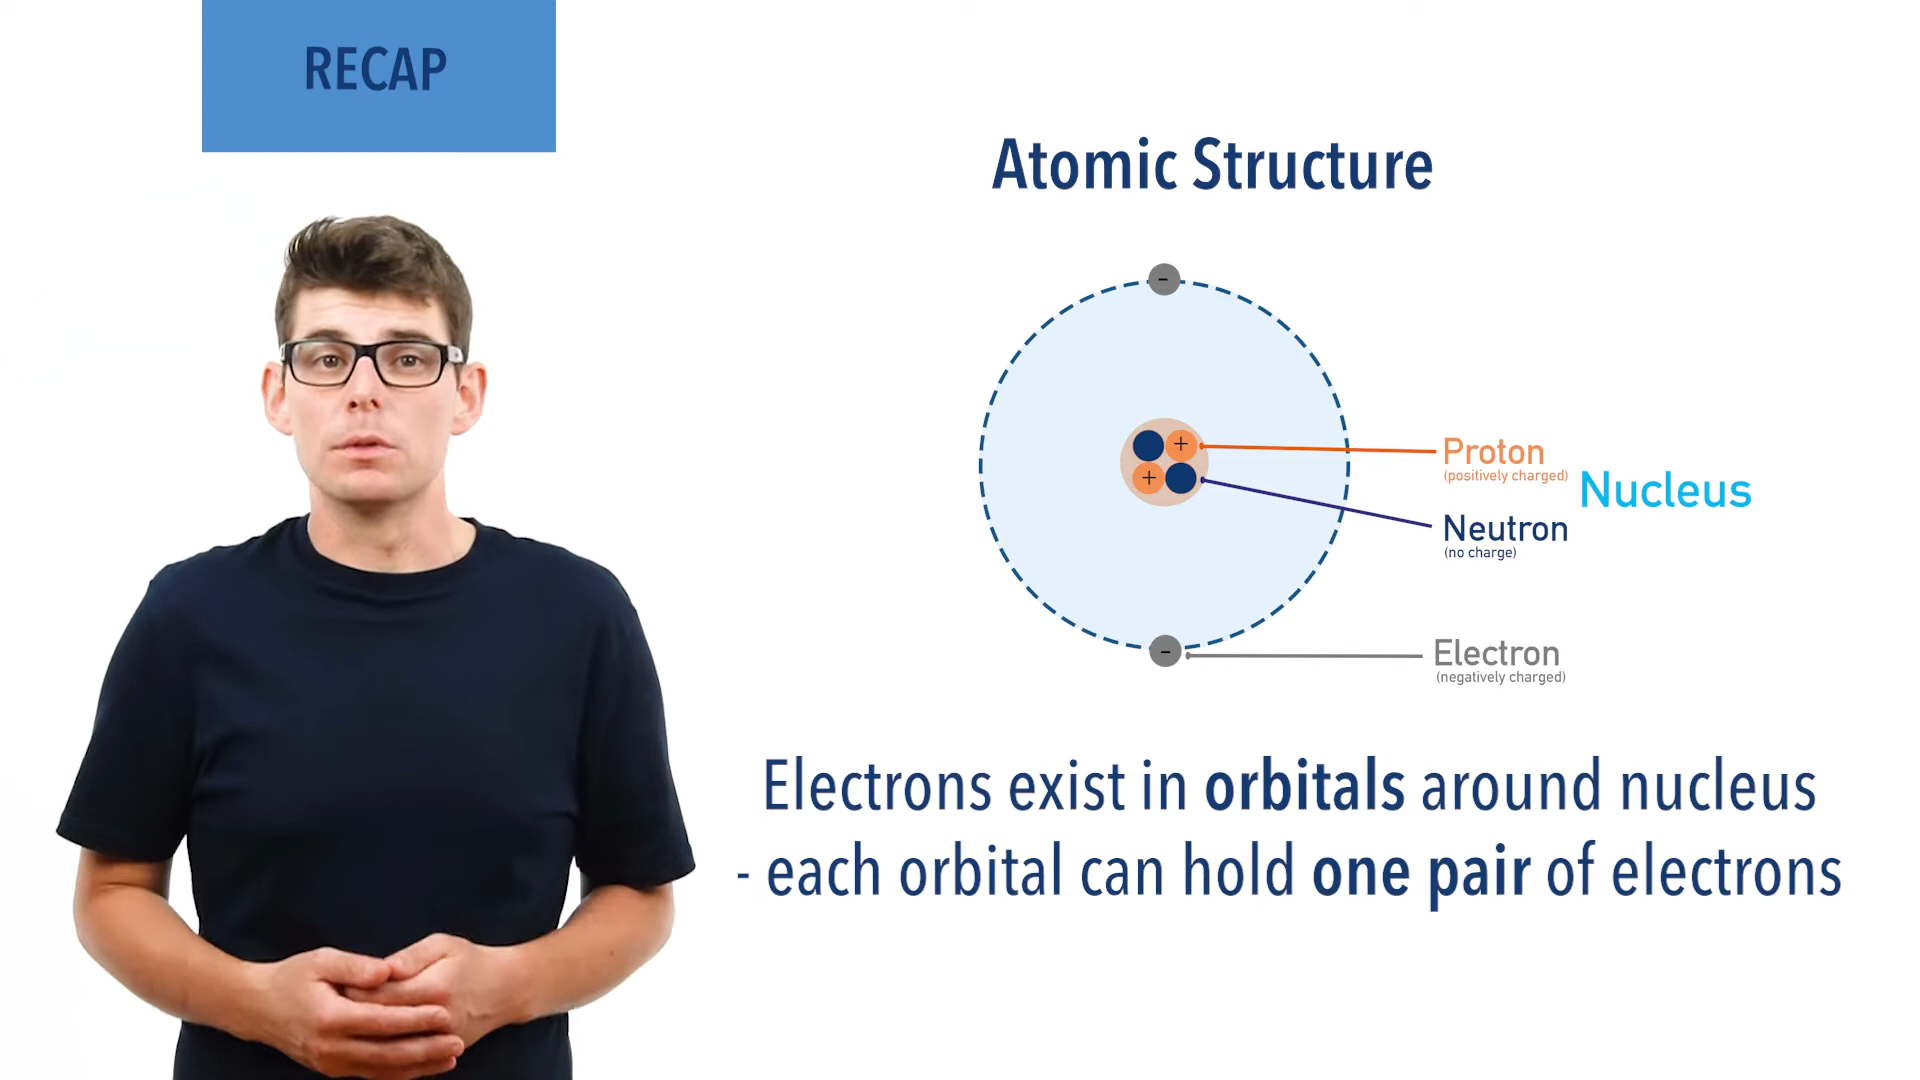 RECAP
Atomic Structure
-
+
+
Proton
(positively charged)
Nucleus
Neutron
(no charge)
-
Electron
(negatively charged)
Electrons exist in orbitals around nucleus
- each orbital can hold one pair of electrons